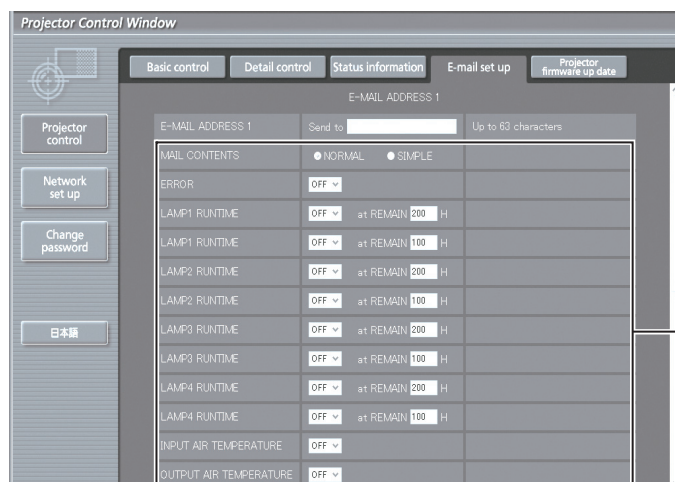 Projector Control Window
Basic control Detail control Status information E-mail set up Projector firmware up date
E-MAIL ADDRESS 1
Projector control
Network set up
Change password
日本語
E-MAIL ADDRESS 1 Send to Up to 63 characters
MAIL CONTENTS NORMAL SIMPLE
ERROR OFF
LAMP1 RUNTIME OFF at REMAIN 200 H
LAMP1 RUNTIME OFF at REMAIN 100 H
LAMP2 RUNTIME OFF at REMAIN 200 H
LAMP2 RUNTIME OFF at REMAIN 100 H
LAMP3 RUNTIME OFF at REMAIN 200 H
LAMP3 RUNTIME OFF at REMAIN 100 H
LAMP4 RUNTIME OFF at REMAIN 200 H
LAMP4 RUNTIME OFF at REMAIN 100 H
INPUT AIR TEMPERATURE OFF
OUTPUT AIR TEMPERATURE OFF